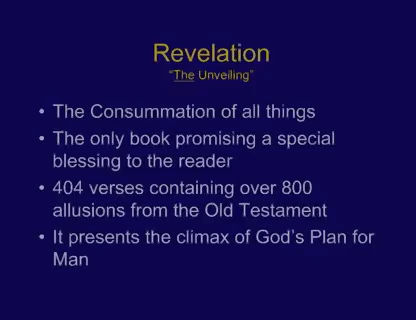 Revelation
"The Unveiling"
• The Consummation of all things
• The only book promising a special
blessing to the reader
• 404 verses containing over 800
allusions from the Old Testament
• It presents the climax of God's Plan for
Man